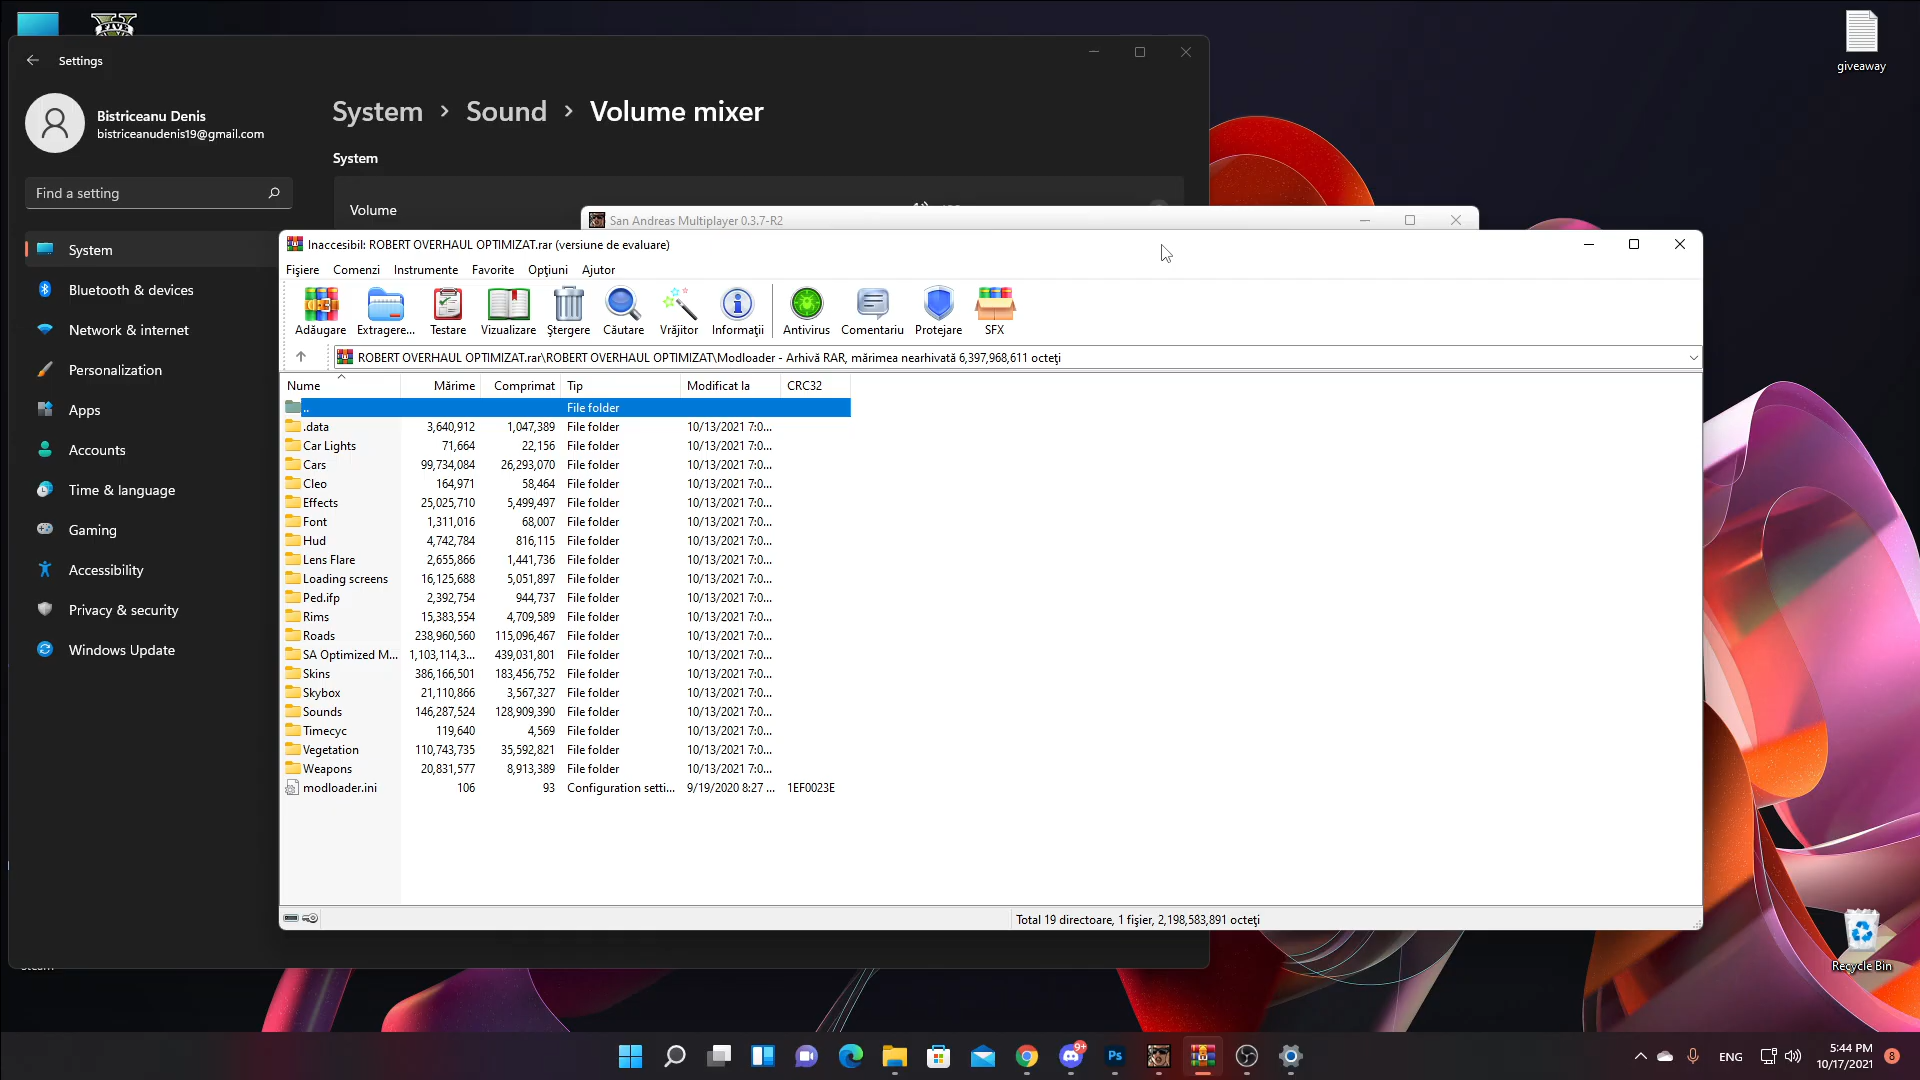 giveaway
Settings
Bistriceanu Denis
bistriceanudenis19@gmail.com
System > Sound > Volume mixer
System
Find a setting
Volume
System
Bluetooth & devices
Network & internet
Personalization
Apps
Accounts
Time & language
Gaming
Accessibility
Privacy & security
Windows Update
San Andreas Multiplayer 0.3.7-R2
Inaccesibil: ROBERT OVERHAUL OPTIMIZAT.rar (versiune de evaluare)
Fişiere Comenzi Instrumente Favorite Opţiuni Ajutor
Adăugare Extragere... Testare Vizualizare Ştergere Căutare Vrăjitor Informaţii Antivirus Comentariu Protejare SFX
ROBERT OVERHAUL OPTIMIZAT.rar\ROBERT OVERHAUL OPTIMIZAT\Modloader - Arhivă RAR, mărimea nearhivată 6,397,968,611 octeţi
Nume Mărime Comprimat Tip Modificat la CRC32
.. File folder
.data 3,640,912 1,047,389 File folder 10/13/2021 7:0...
Car Lights 71,664 22,156 File folder 10/13/2021 7:0...
Cars 99,734,084 26,293,070 File folder 10/13/2021 7:0...
Cleo 164,971 58,464 File folder 10/13/2021 7:0...
Effects 25,025,710 5,499,497 File folder 10/13/2021 7:0...
Font 1,311,016 68,007 File folder 10/13/2021 7:0...
Hud 4,742,784 816,115 File folder 10/13/2021 7:0...
Lens Flare 2,655,866 1,441,736 File folder 10/13/2021 7:0...
Loading screens 16,125,688 5,051,897 File folder 10/13/2021 7:0...
Ped.ifp 2,392,754 944,737 File folder 10/13/2021 7:0...
Rims 15,383,554 4,709,589 File folder 10/13/2021 7:0...
Roads 238,960,560 115,096,467 File folder 10/13/2021 7:0...
SA Optimized M... 1,103,114,3... 439,031,801 File folder 10/13/2021 7:0...
Skins 386,166,501 183,456,752 File folder 10/13/2021 7:0...
Skybox 21,110,866 3,567,327 File folder 10/13/2021 7:0...
Sounds 146,287,524 128,909,390 File folder 10/13/2021 7:0...
Timecyc 119,640 4,569 File folder 10/13/2021 7:0...
Vegetation 110,743,735 35,592,821 File folder 10/13/2021 7:0...
Weapons 20,831,577 8,913,389 File folder 10/13/2021 7:0...
modloader.ini 106 93 Configuration setti... 9/19/2020 8:27 ... 1EF0023E
Total 19 directoare, 1 fişier, 2,198,583,891 octeţi
Recycle Bin
9+
Ps
ENG
5:44 PM
10/17/2021
8